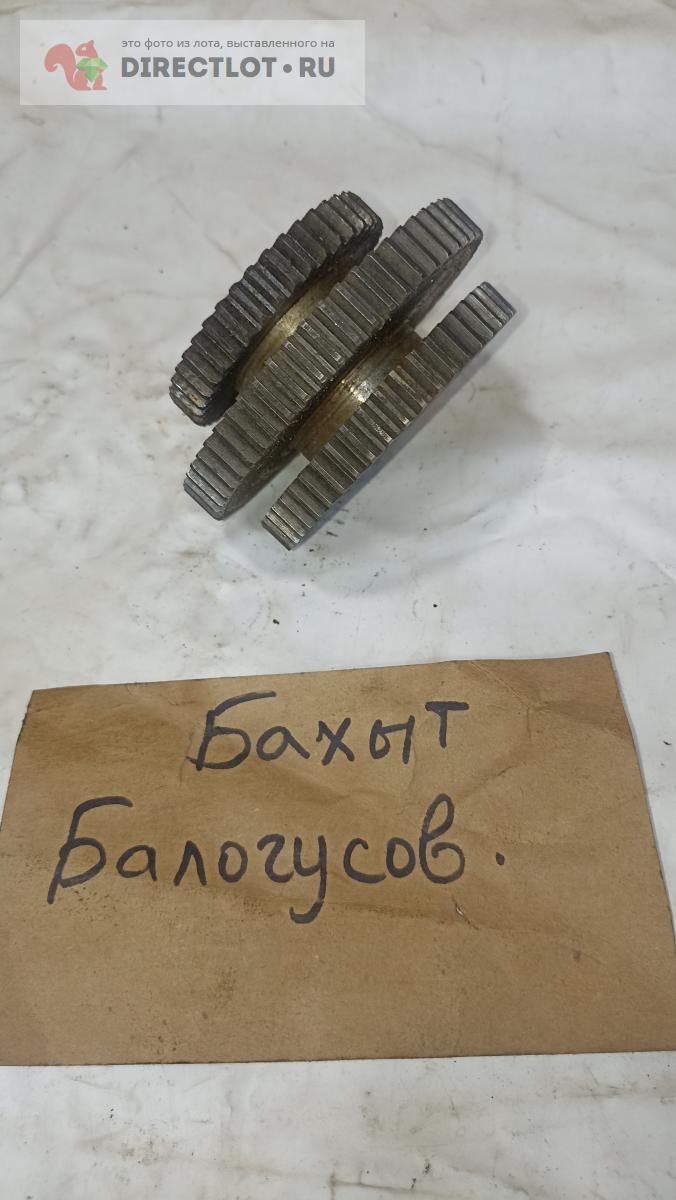 это фото из лота, выставленного на
DIRECTLOT•RU
Бахыт
Балогусов.